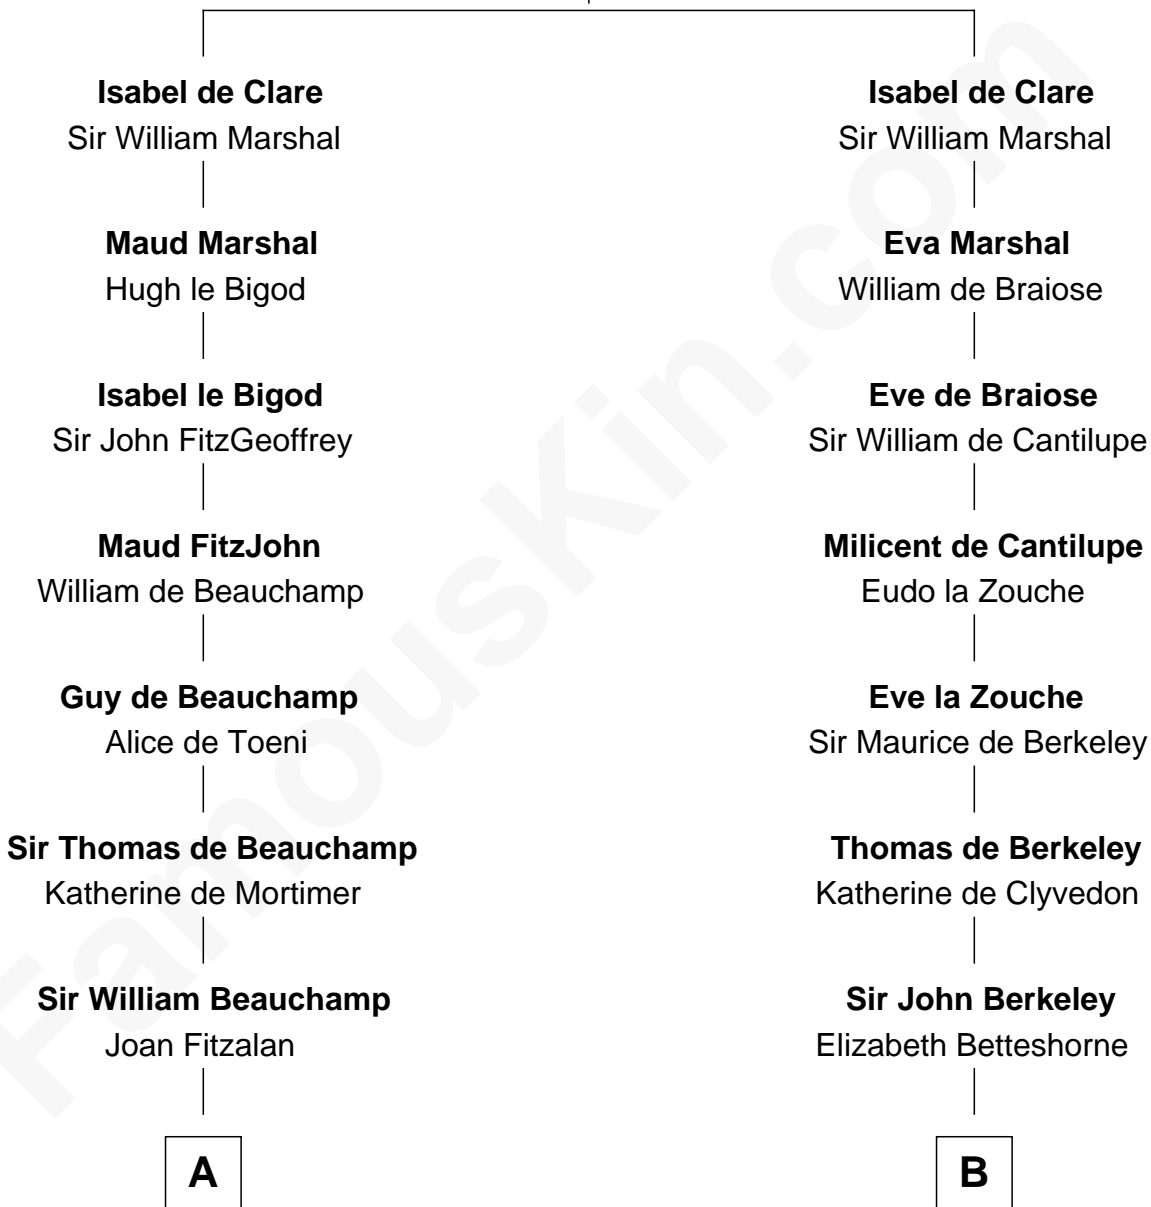 Isabel de Clare
Sir William Marshal
Maud Marshal
Hugh le Bigod
Isabel le Bigod
Sir John FitzGeoffrey
Maud FitzJohn
William de Beauchamp
Guy de Beauchamp
Alice de Toeni
Sir Thomas de Beauchamp
Katherine de Mortimer
Sir William Beauchamp
Joan Fitzalan
A
Isabel de Clare
Sir William Marshal
Eva Marshal
William de Braiose
Eve de Braiose
Sir William de Cantilupe
Milicent de Cantilupe
Eudo la Zouche
Eve la Zouche
Sir Maurice de Berkeley
Thomas de Berkeley
Katherine de Clyvedon
Sir John Berkeley
Elizabeth Betteshorne
B
FamousKin.com